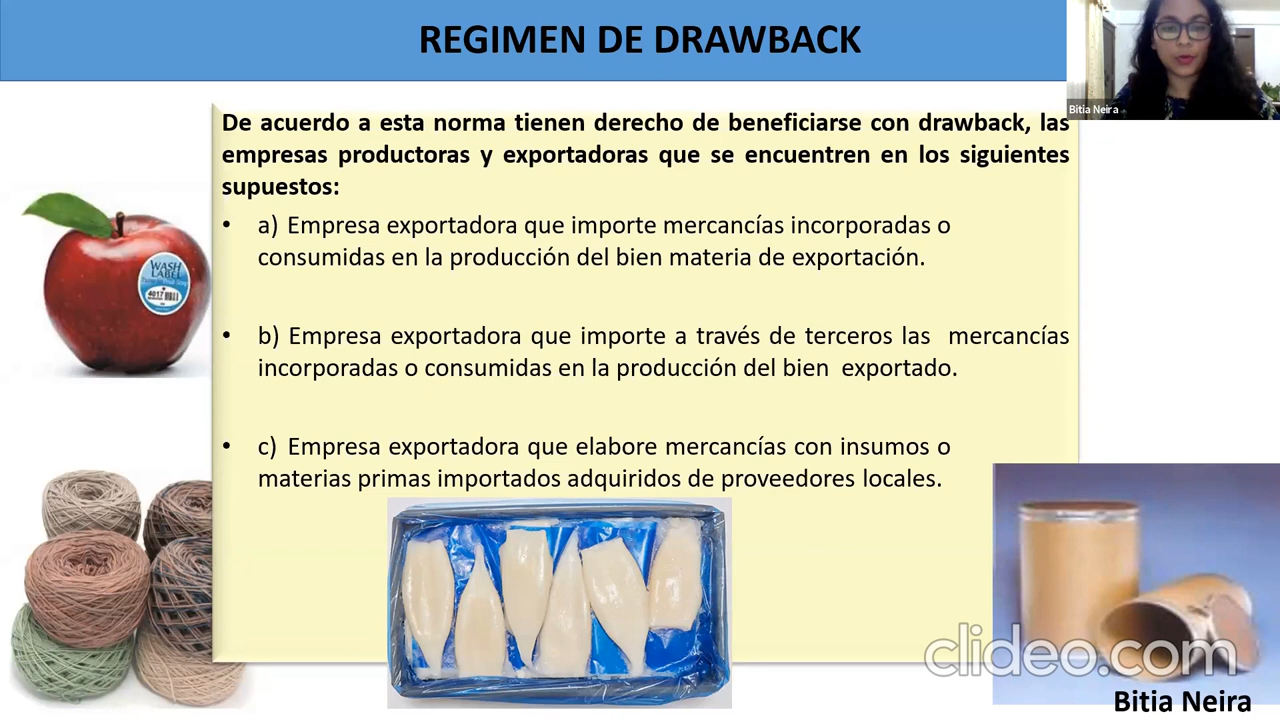 REGIMEN DE DRAWBACK
Bitia Neira
De acuerdo a esta norma tienen derecho de beneficiarse con drawback, las
empresas productoras y exportadoras que se encuentren en los siguientes
supuestos:
• a) Empresa exportadora que importe mercancías incorporadas o
consumidas en la producción del bien materia de exportación.
• b) Empresa exportadora que importe a través de terceros las mercancías
incorporadas o consumidas en la producción del bien exportado.
• c) Empresa exportadora que elabore mercancías con insumos o
materias primas importados adquiridos de proveedores locales.
WASH
LABEL
4017
clideo.com
Bitia Neira